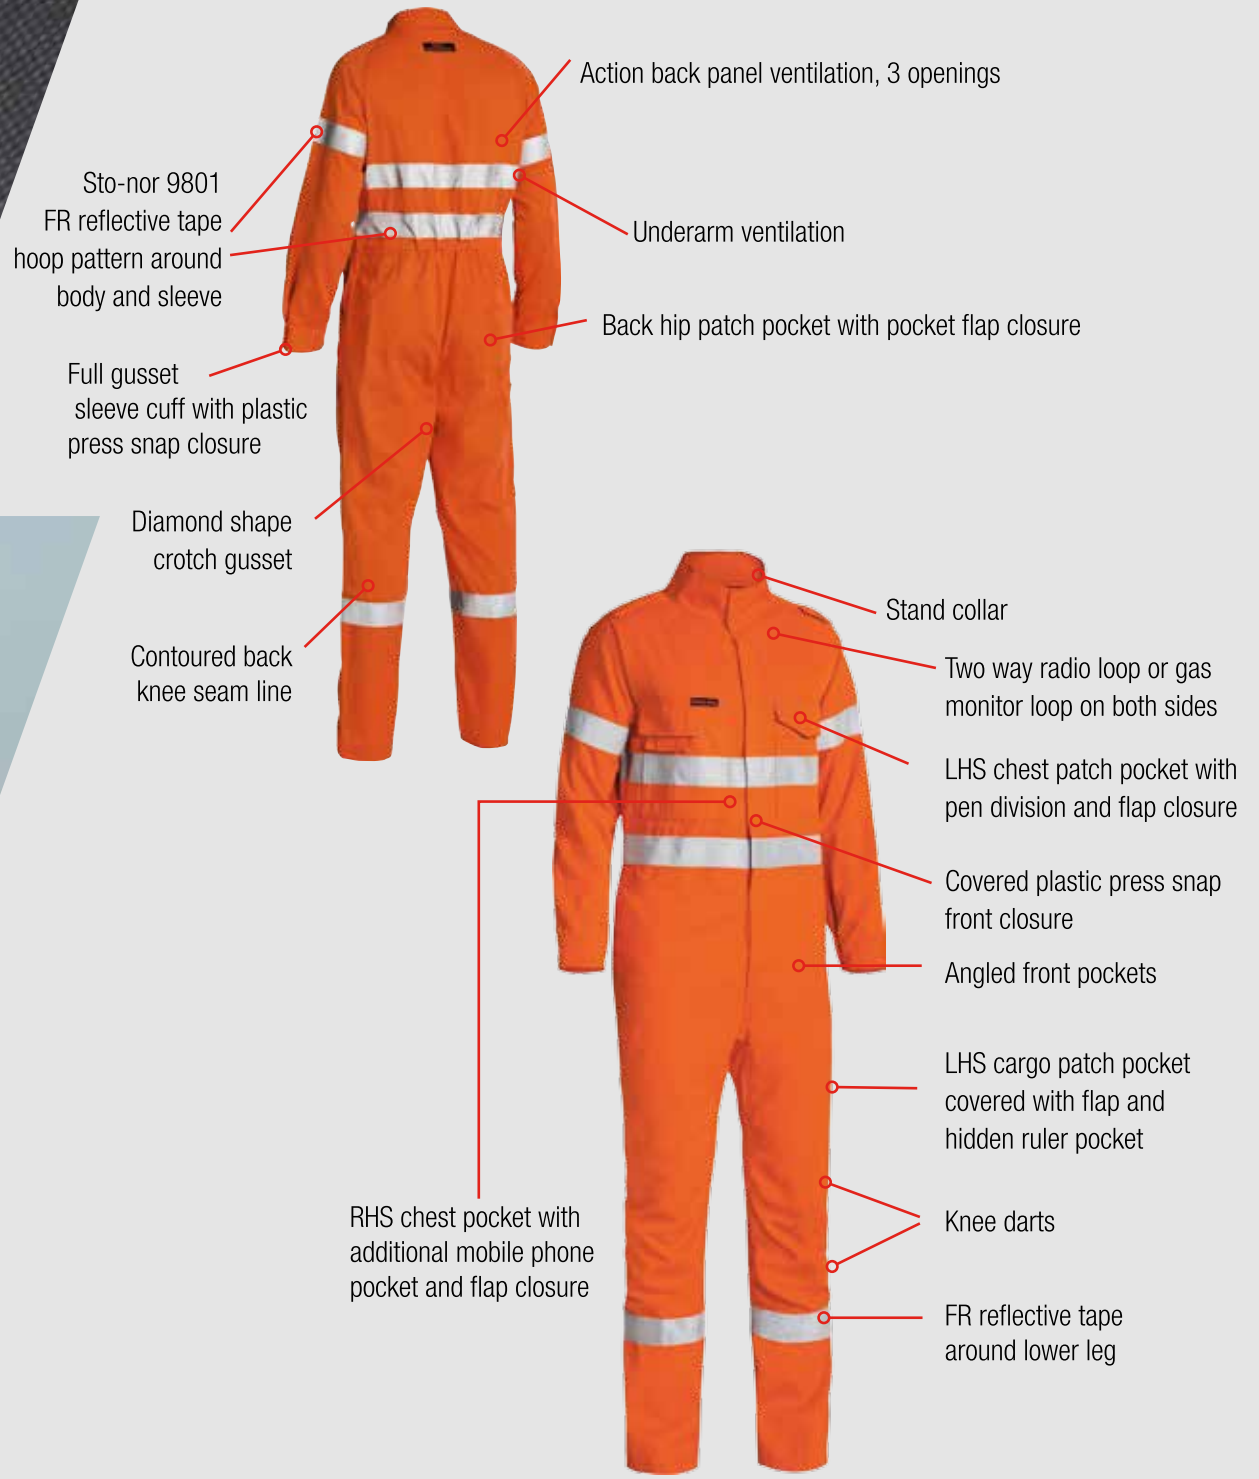 Action back panel ventilation, 3 openings
Sto-nor 9801
FR reflective tape
hoop pattern around
body and sleeve
Underarm ventilation
Back hip patch pocket with pocket flap closure
Full gusset
sleeve cuff with plastic
press snap closure
Diamond shape
crotch gusset
Contoured back
knee seam line
Stand collar
Two way radio loop or gas
monitor loop on both sides
LHS chest patch pocket with
pen division and flap closure
Covered plastic press snap
front closure
Angled front pockets
LHS cargo patch pocket
covered with flap and
hidden ruler pocket
RHS chest pocket with
additional mobile phone
pocket and flap closure
Knee darts
FR reflective tape
around lower leg